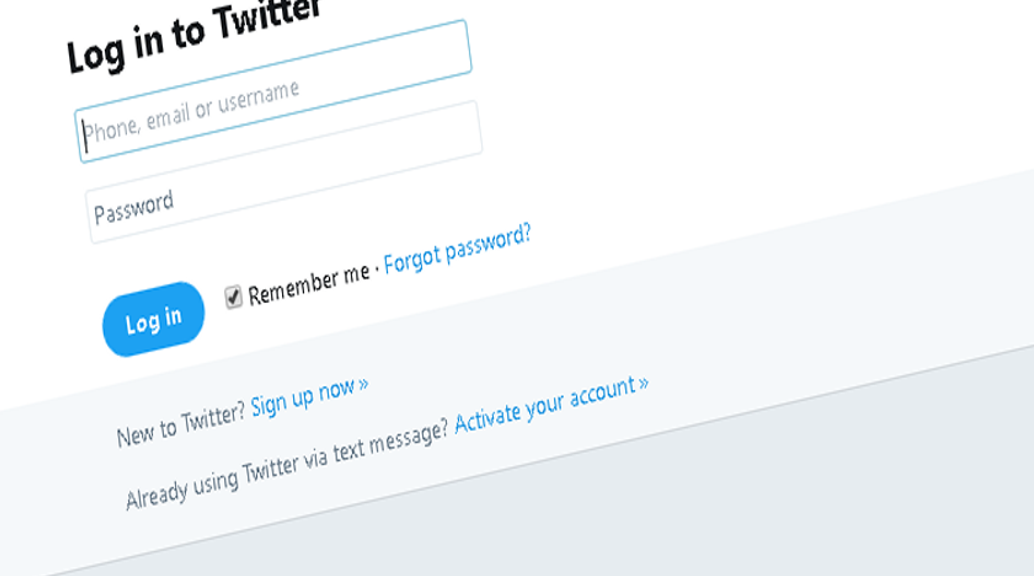 Log in to Twitter
Phone, email or username
Password
Log in
Remember me · Forgot password?
New to Twitter? Sign up now »
Already using Twitter via text message? Activate your account »